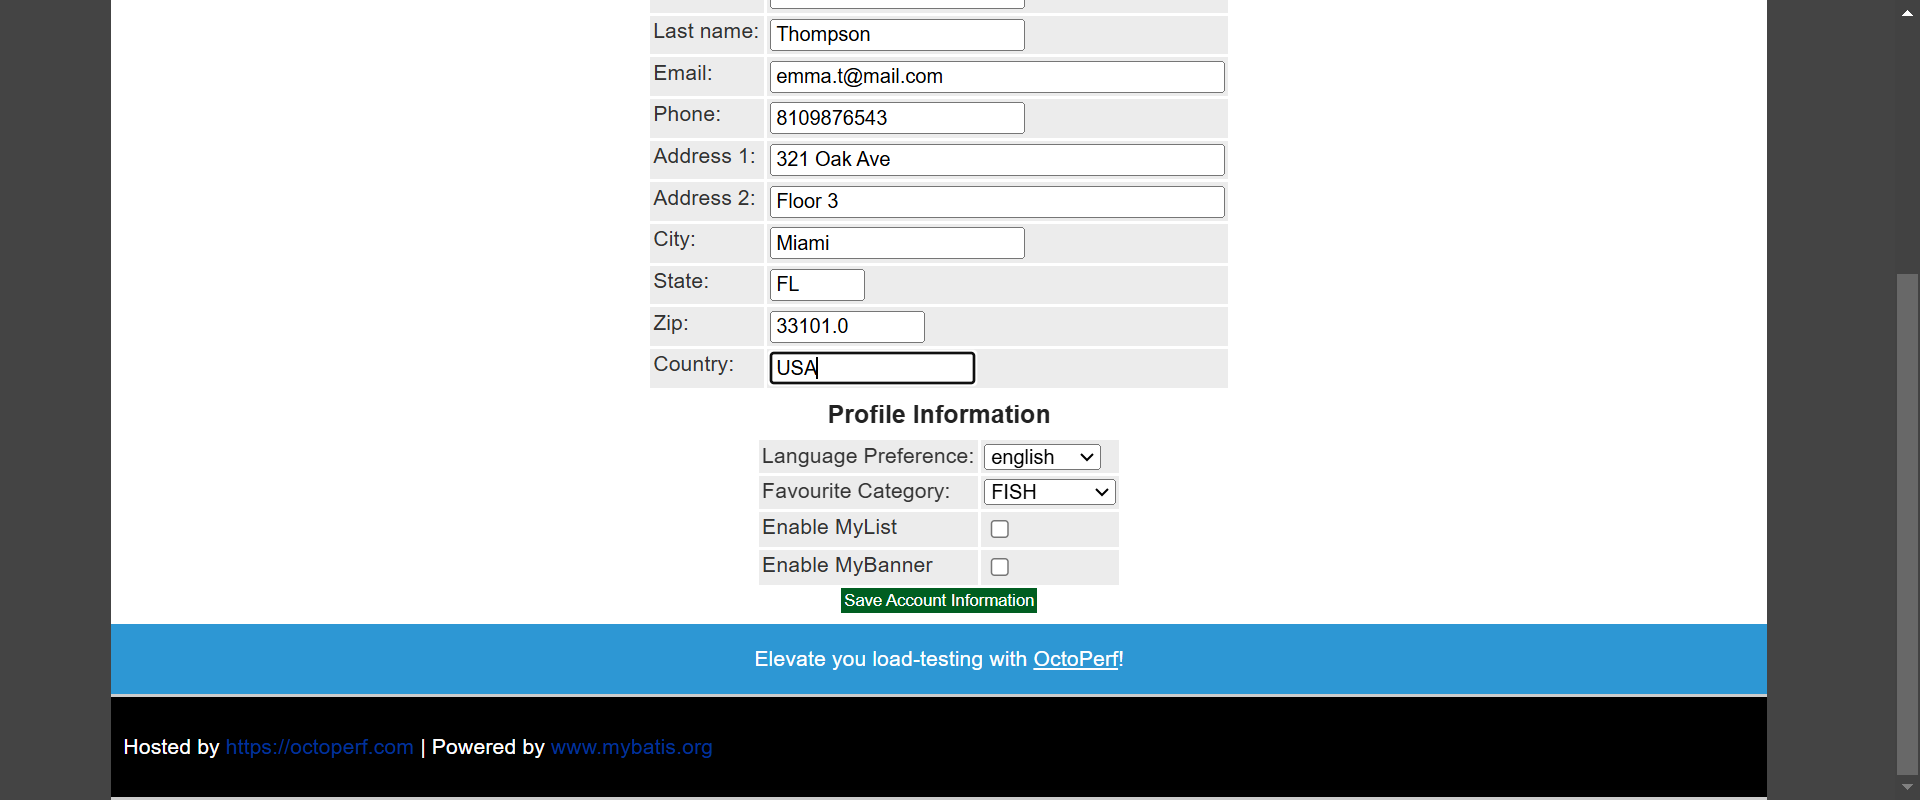 Last name: Thompson
Email: emma.t@mail.com
Phone: 8109876543
Address 1: 321 Oak Ave
Address 2: Floor 3
City: Miami
State: FL
Zip: 33101.0
Country: USA
Profile Information
Language Preference: english
Favourite Category: FISH
Enable MyList
Enable MyBanner
Save Account Information
Elevate you load-testing with OctoPerf!
Hosted by https://octoperf.com | Powered by www.mybatis.org